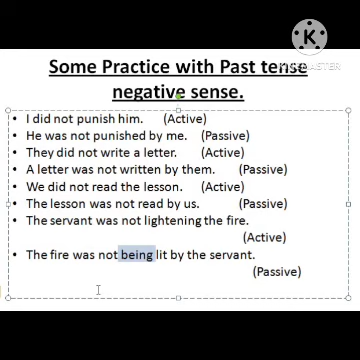 Some Practice with Past tense
negative sense.
• I did not punish him. (Active)
• He was not punished by me. (Passive)
• They did not write a letter. (Active)
• A letter was not written by them. (Passive)
• We did not read the lesson. (Active)
• The lesson was not read by us. (Passive)
• The servant was not lightening the fire.
(Active)
• The fire was not being lit by the servant.
(Passive)
K